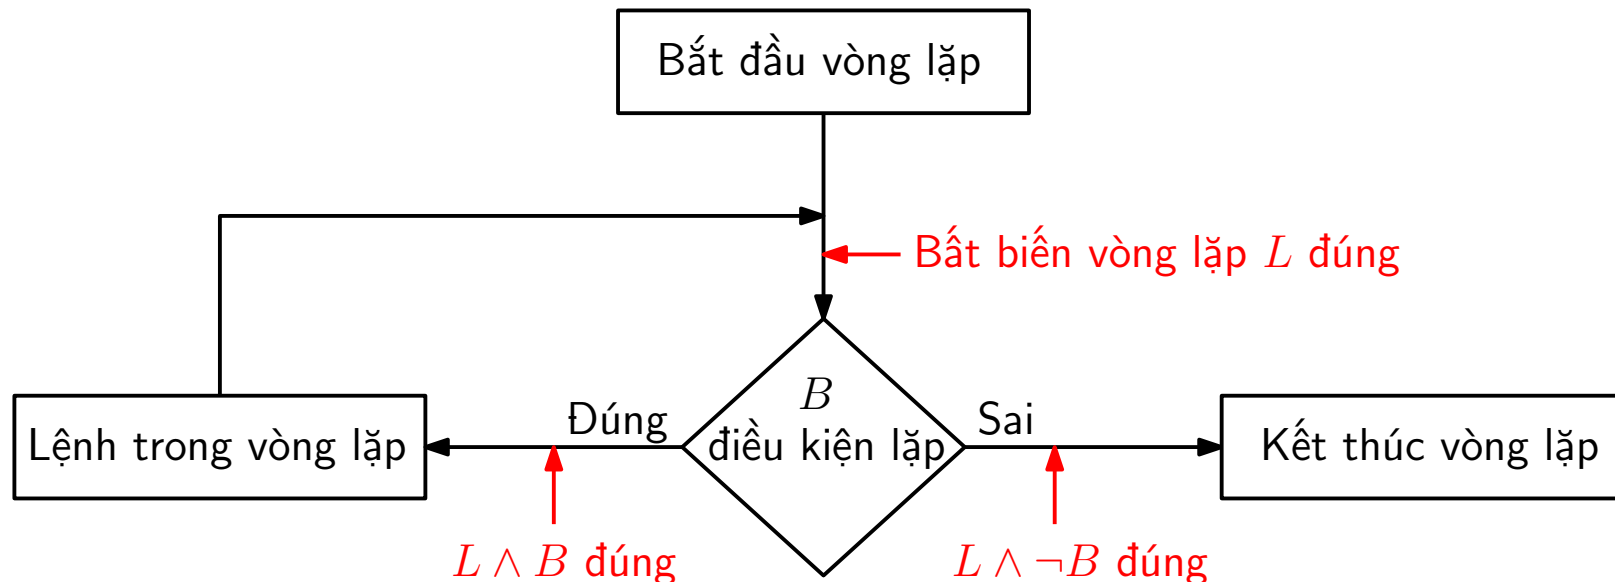 Bắt đầu vòng lặp
Bất biến vòng lặp L đúng
B
điều kiện lặp
Đúng
Sai
Lệnh trong vòng lặp
Kết thúc vòng lặp
L ∧ B đúng
L ∧ ¬B đúng